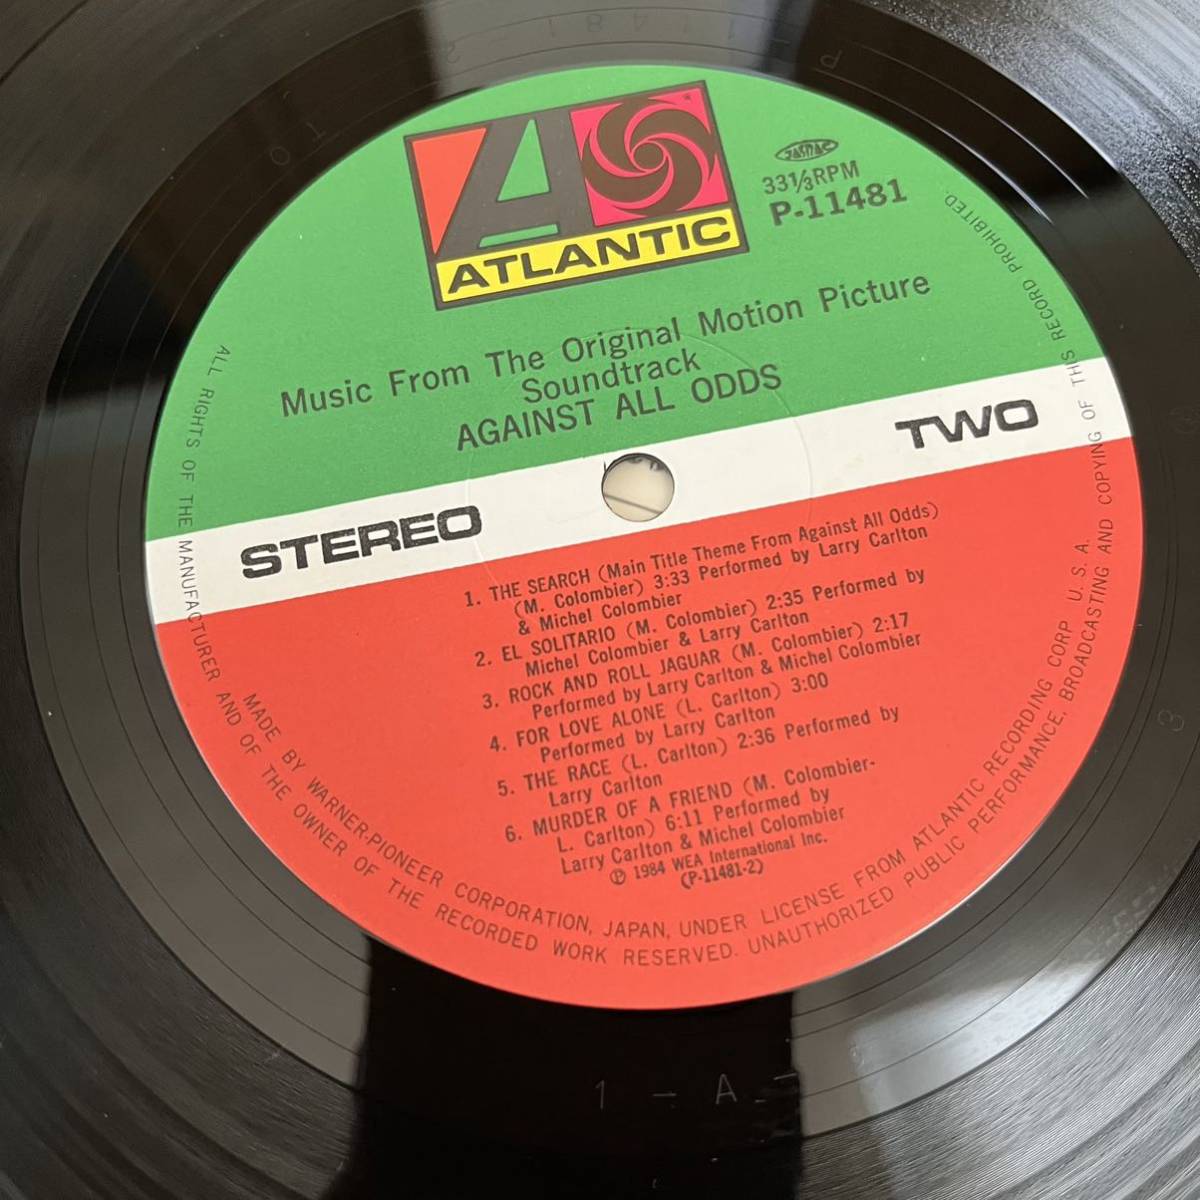 ATLANTIC
JASRAC
33⅓RPM
P-11481
Music From The Original Motion Picture
Soundtrack
AGAINST ALL ODDS
STEREO
TWO
1. THE SEARCH (Main Title Theme From Against All Odds)
(M. Colombier) 3:33 Performed by Larry Carlton
& Michel Colombier
2. EL SOLITARIO (M. Colombier) 2:35 Performed by
Michel Colombier & Larry Carlton
3. ROCK AND ROLL JAGUAR (M. Colombier) 2:17
Performed by Larry Carlton & Michel Colombier
4. FOR LOVE ALONE (L. Carlton) 3:00
Performed by Larry Carlton
5. THE RACE (L. Carlton) 2:36 Performed by
Larry Carlton
6. MURDER OF A FRIEND (M. Colombier-
L. Carlton) 6:11 Performed by
Larry Carlton & Michel Colombier
℗ 1984 WEA International Inc.
(P-11481-2)
MADE BY WARNER-PIONEER CORPORATION, JAPAN, UNDER LICENSE FROM ATLANTIC RECORDING CORP U.S.A.
ALL RIGHTS OF THE MANUFACTURER AND OF THE OWNER OF THE RECORDED WORK RESERVED. UNAUTHORIZED PUBLIC PERFORMANCE, BROADCASTING AND COPYING OF THIS RECORD PROHIBITED
P-11481-2
1-A-